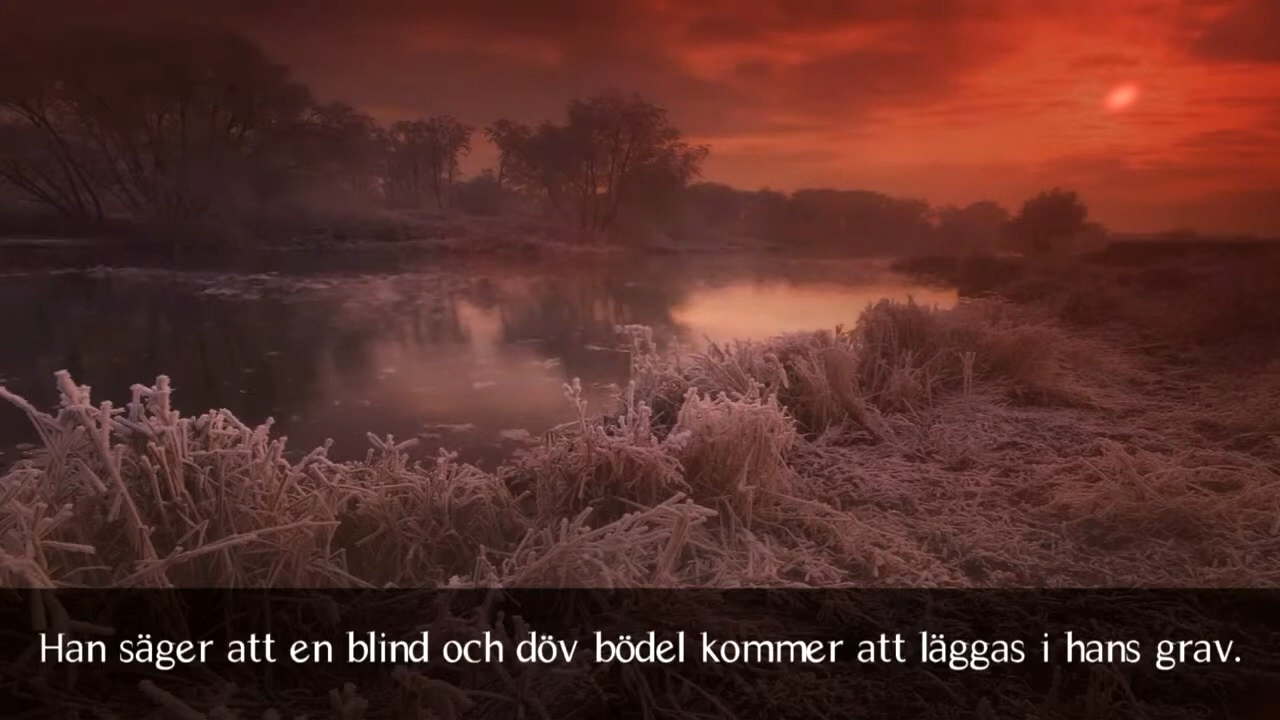 Han säger att en blind och döv bödel kommer att läggas i hans grav.